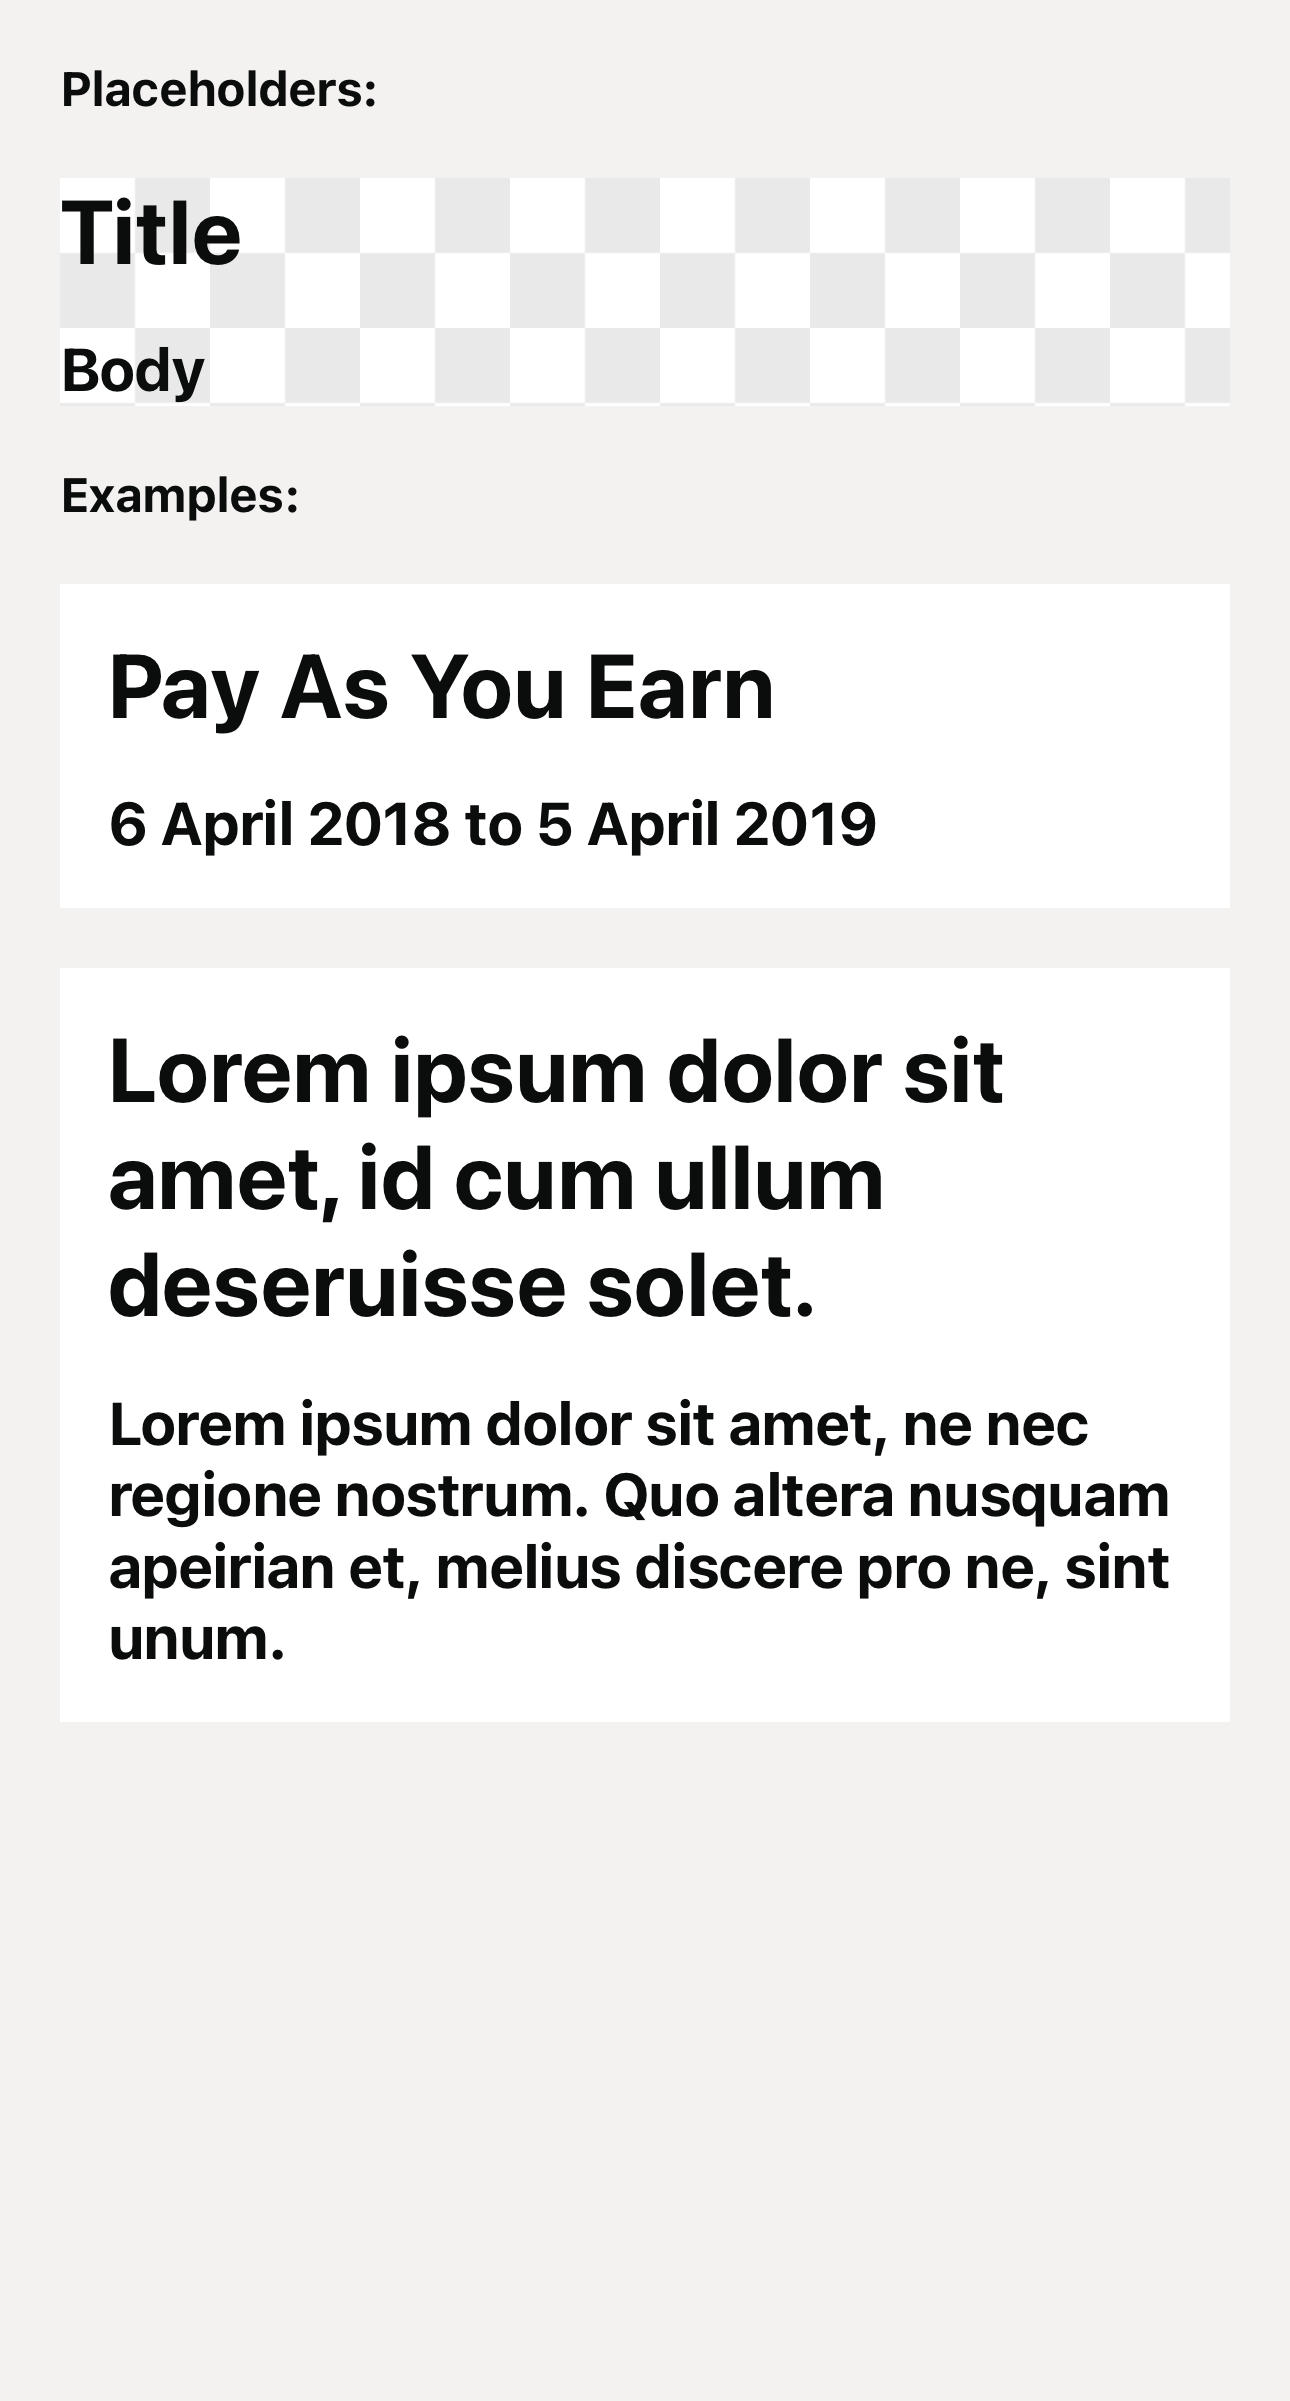 Placeholders:
Title
Body
Examples:
Pay As You Earn
6 April 2018 to 5 April 2019
Lorem ipsum dolor sit
amet, id cum ullum
deseruisse solet.
Lorem ipsum dolor sit amet, ne nec
regione nostrum. Quo altera nusquam
apeirian et, melius discere pro ne, sint
unum.